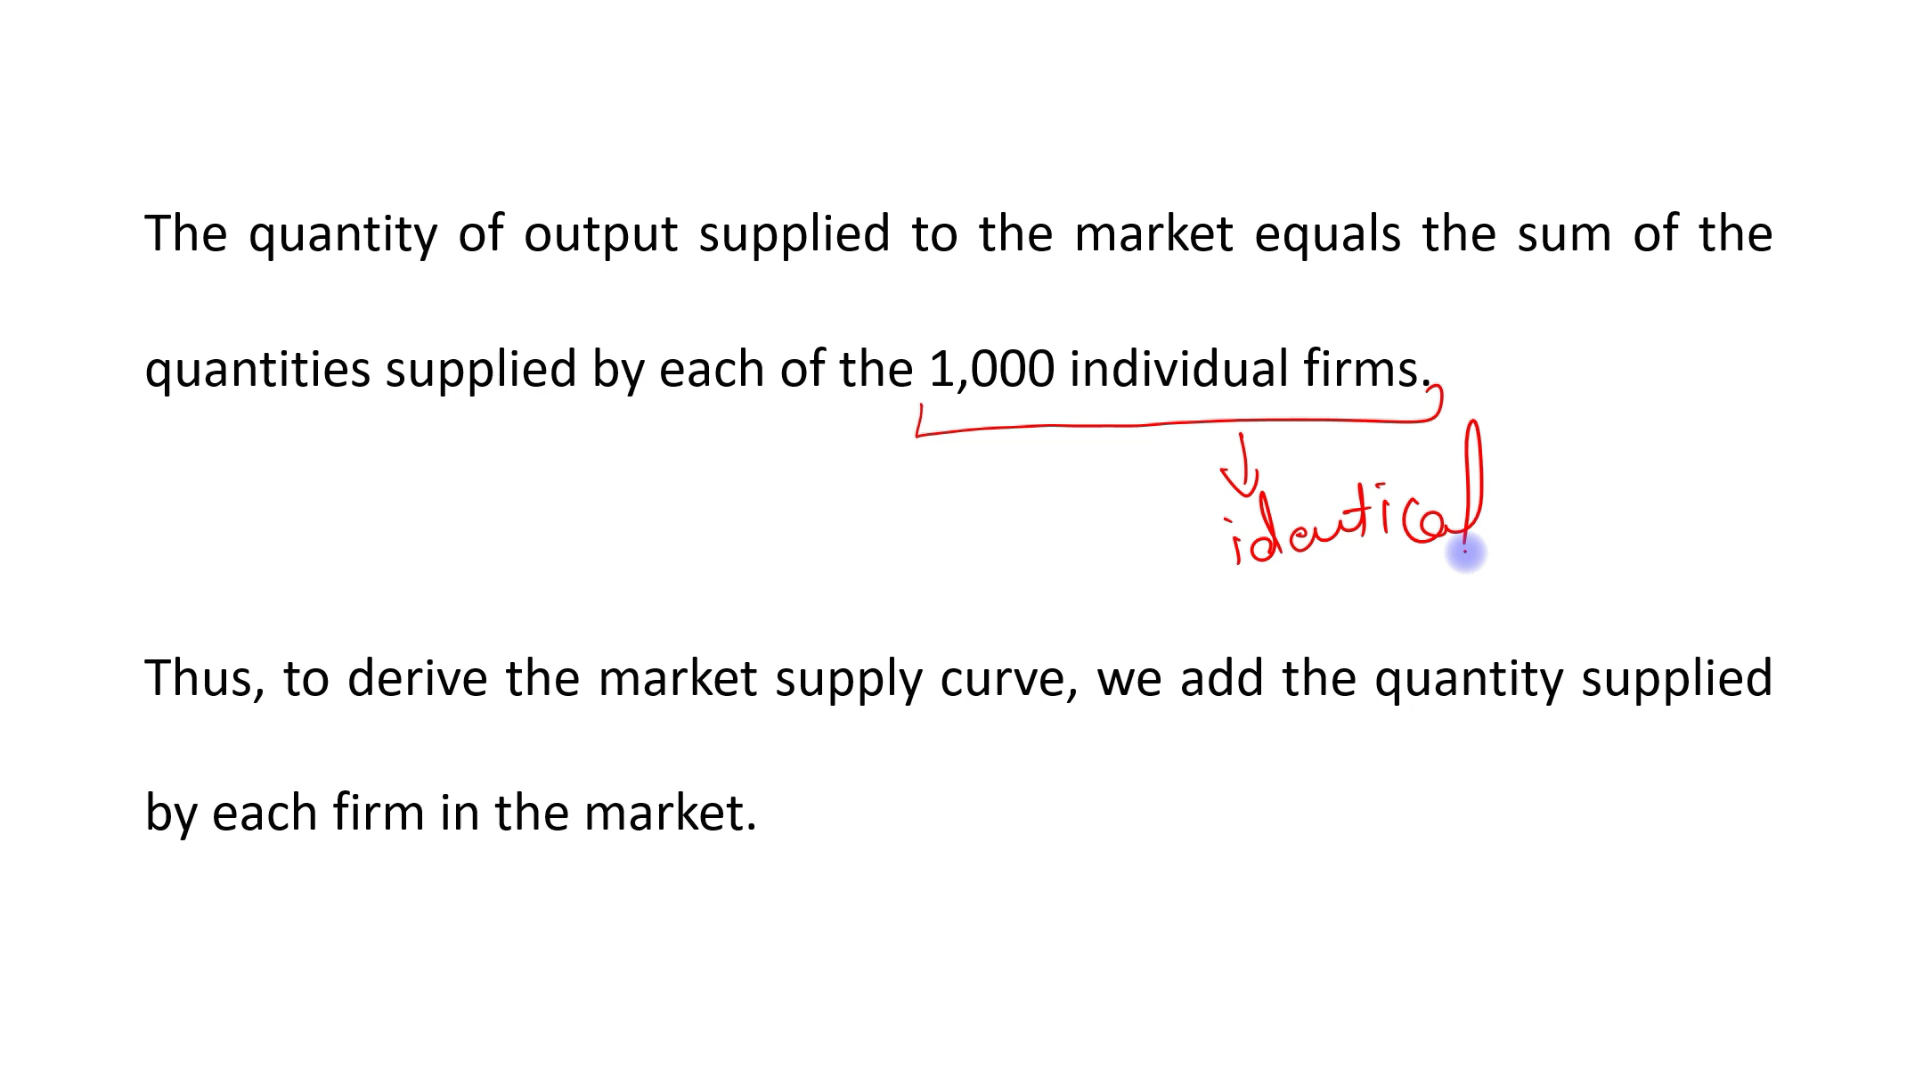 The quantity of output supplied to the market equals the sum of the
quantities supplied by each of the 1,000 individual firms.
identical
Thus, to derive the market supply curve, we add the quantity supplied
by each firm in the market.